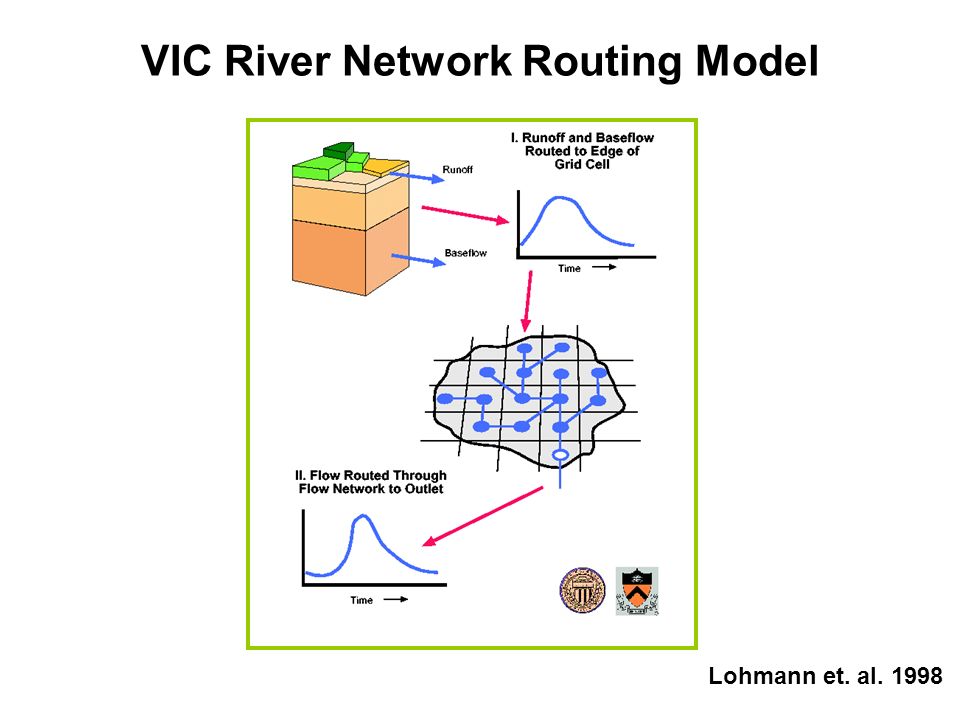 VIC River Network Routing Model
I. Runoff and Baseflow
Routed to Edge of
Grid Cell
Runoff
Baseflow
Time
II. Flow Routed Through
Flow Network to Outlet
Time
Lohmann et. al. 1998